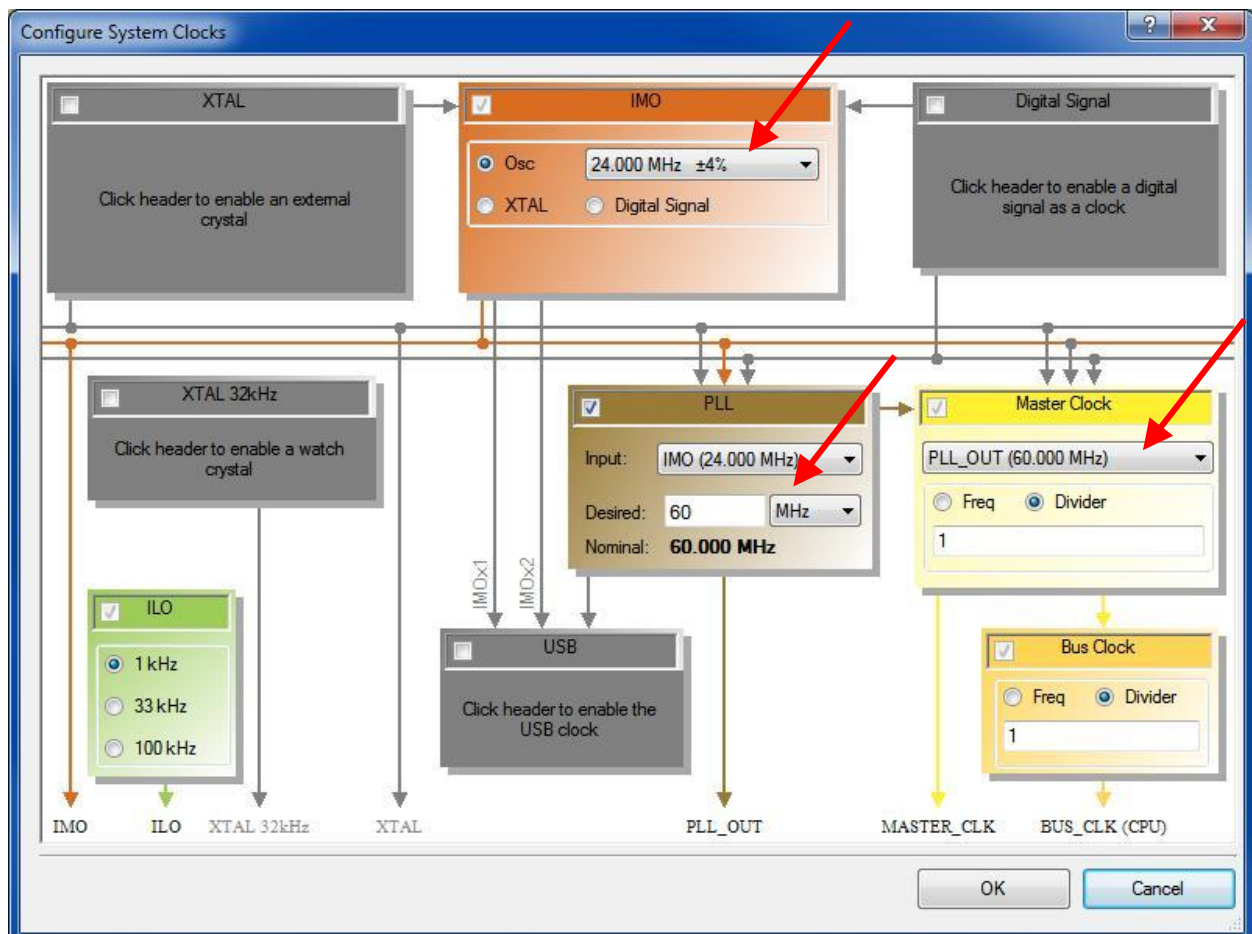 Configure System Clocks
XTAL
Click header to enable an external
crystal
IMO
Osc
24.000 MHz ±4%
XTAL
Digital Signal
Digital Signal
Click header to enable a digital
signal as a clock
XTAL 32kHz
Click header to enable a watch
crystal
PLL
Input:
IMO (24.000 MHz)
Desired:
60
MHz
Nominal:
60.000 MHz
Master Clock
PLL_OUT (60.000 MHz)
Freq
Divider
1
IMOx1
IMOx2
ILO
1 kHz
33 kHz
100 kHz
USB
Click header to enable the
USB clock
Bus Clock
Freq
Divider
1
IMO
ILO
XTAL 32kHz
XTAL
PLL_OUT
MASTER_CLK
BUS_CLK (CPU)
OK
Cancel